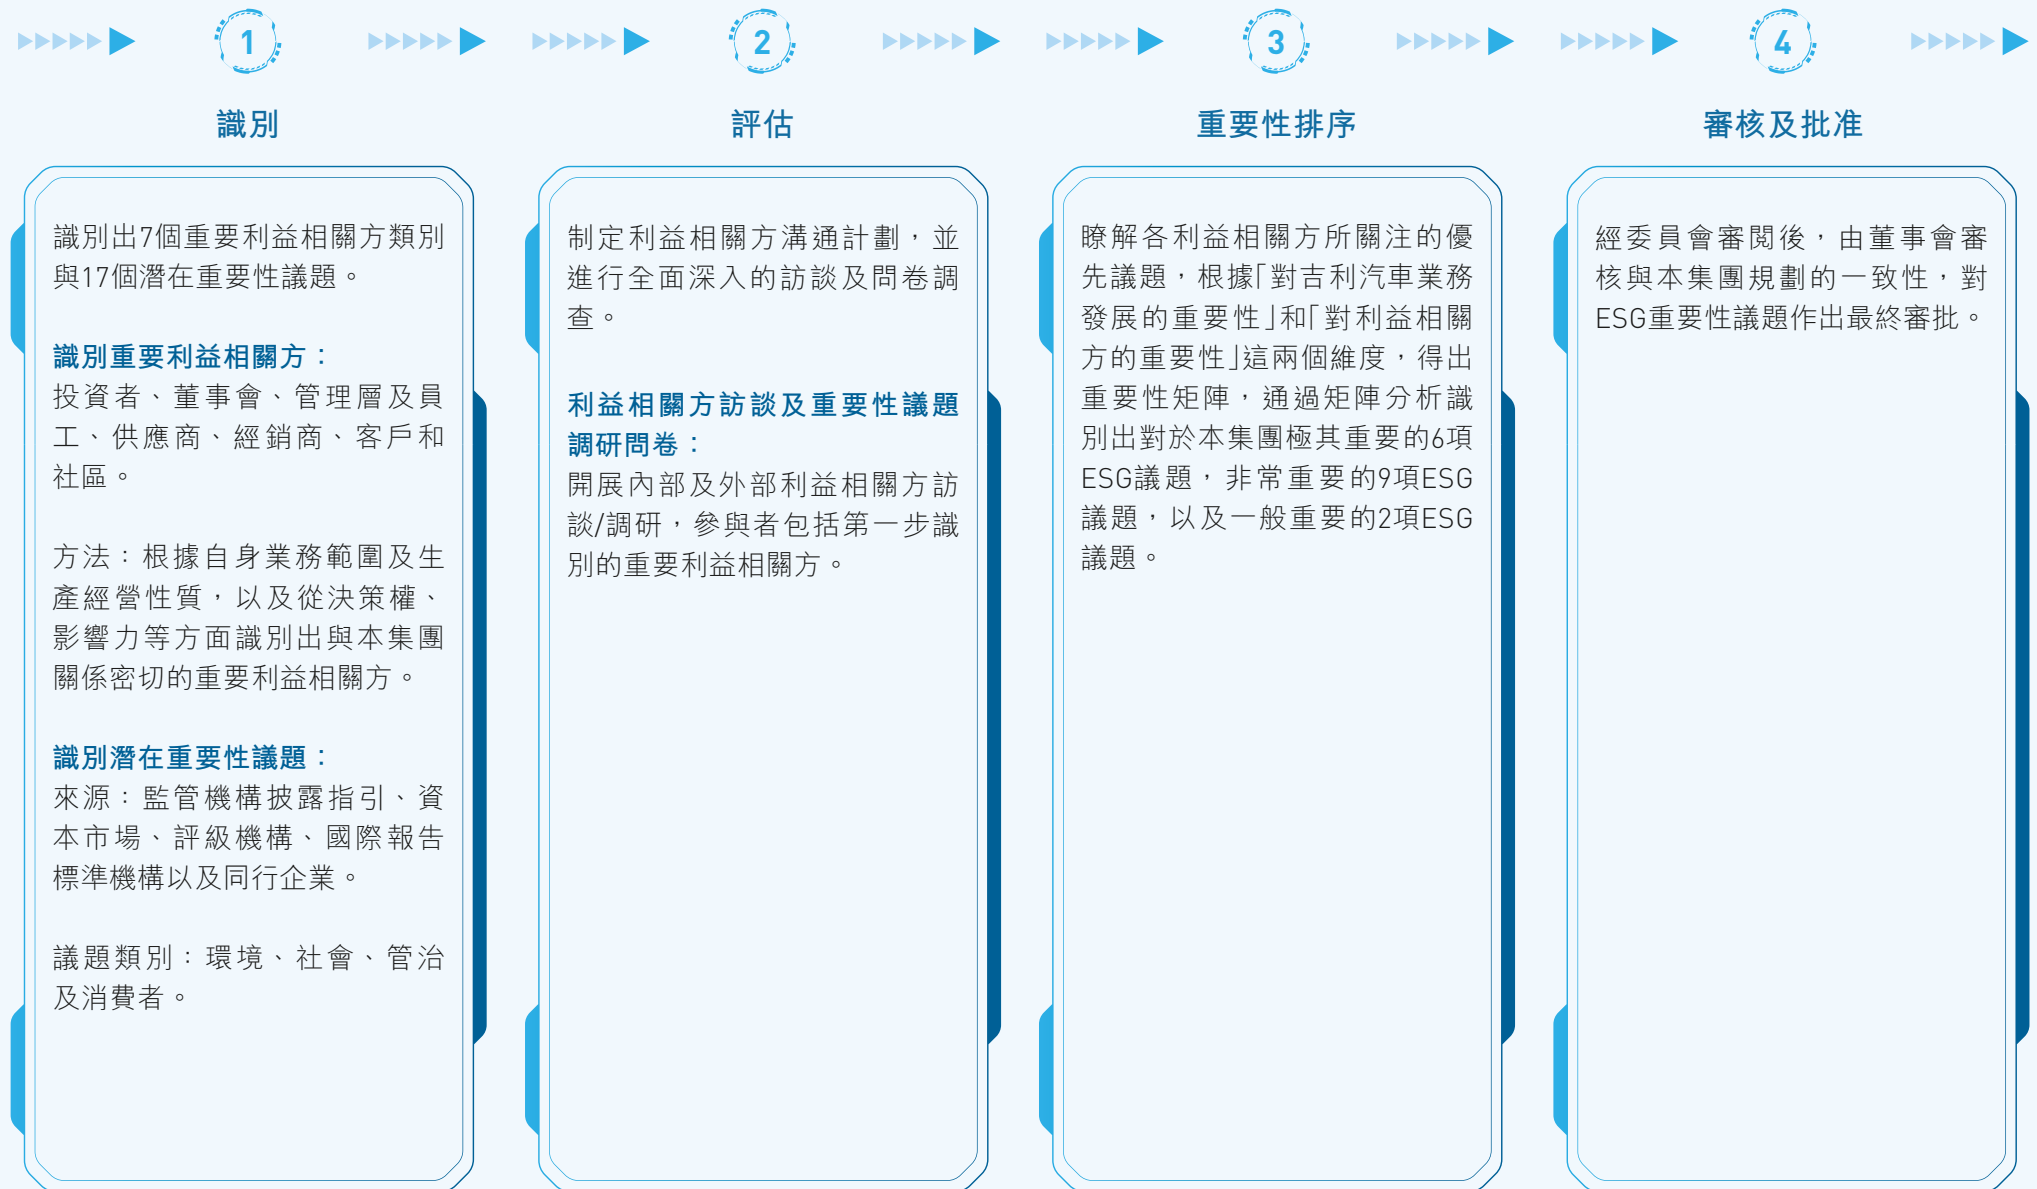 1
識別
識別出7個重要利益相關方類別
與17個潛在重要性議題。
識別重要利益相關方：
投資者、董事會、管理層及員
工、供應商、經銷商、客戶和
社區。
方法：根據自身業務範圍及生
產經營性質，以及從決策權、
影響力等方面識別出與本集團
關係密切的重要利益相關方。
識別潛在重要性議題：
來源：監管機構披露指引、資
本市場、評級機構、國際報告
標準機構以及同行企業。
議題類別：環境、社會、管治
及消費者。
2
評估
制定利益相關方溝通計劃，並
進行全面深入的訪談及問卷調
查。
利益相關方訪談及重要性議題
調研問卷：
開展內部及外部利益相關方訪
談/調研，參與者包括第一步識
別的重要利益相關方。
3
重要性排序
瞭解各利益相關方所關注的優
先議題，根據「對吉利汽車業務
發展的重要性」和「對利益相關
方的重要性」這兩個維度，得出
重要性矩陣，通過矩陣分析識
別出對於本集團極其重要的6項
ESG議題，非常重要的9項ESG
議題，以及一般重要的2項ESG
議題。
4
審核及批准
經委員會審閱後，由董事會審
核與本集團規劃的一致性，對
ESG重要性議題作出最終審批。